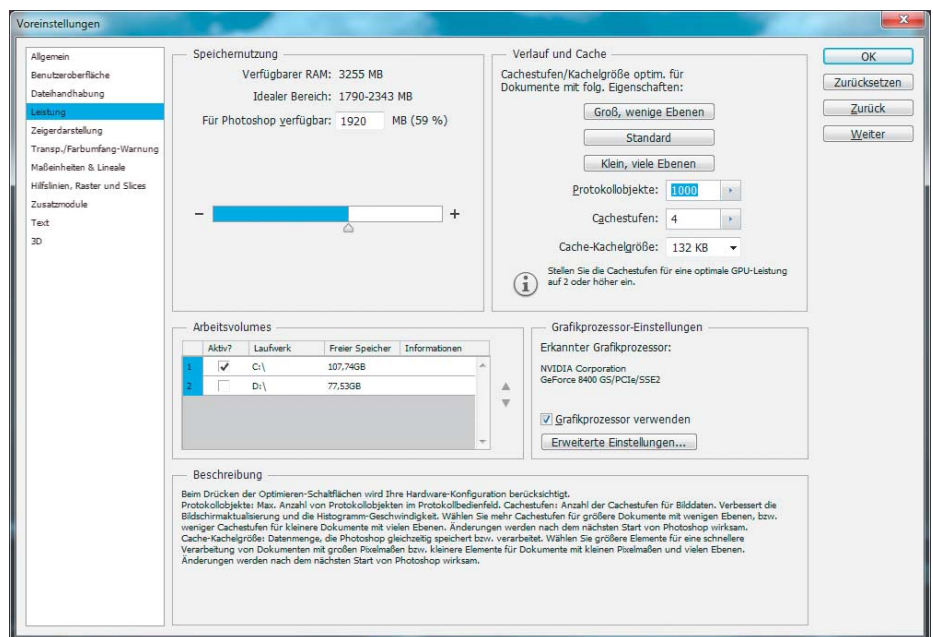 Voreinstellungen
Allgemein
Benutzeroberfläche
Dateihandhabung
Leistung
Zeigerdarstellung
Transp./Farbumfang-Warnung
Maßeinheiten & Lineale
Hilfslinien, Raster und Slices
Zusatzmodule
Text
3D
Speichernutzung
Verfügbarer RAM: 3255 MB
Idealer Bereich: 1790-2343 MB
Für Photoshop verfügbar: 1920 MB (59 %)
- +
Verlauf und Cache
Cachestufen/Kachelgröße optim. für
Dokumente mit folg. Eigenschaften:
Groß, wenige Ebenen
Standard
Klein, viele Ebenen
Protokollobjekte: 1000
Cachestufen: 4
Cache-Kachelgröße: 132 KB
Stellen Sie die Cachestufen für eine optimale GPU-Leistung
auf 2 oder höher ein.
OK
Zurücksetzen
Zurück
Weiter
Arbeitsvolumes
Aktiv? Laufwerk Freier Speicher Informationen
1 C:\ 107,74GB
2 D:\ 77,53GB
Grafikprozessor-Einstellungen
Erkannter Grafikprozessor:
NVIDIA Corporation
GeForce 8400 GS/PCIe/SSE2
Grafikprozessor verwenden
Erweiterte Einstellungen...
Beschreibung
Beim Drücken der Optimieren-Schaltflächen wird Ihre Hardware-Konfiguration berücksichtigt.
Protokollobjekte: Max. Anzahl von Protokollobjekten im Protokollbedienfeld. Cachestufen: Anzahl der Cachestufen für Bilddaten. Verbessert die
Bildschirmaktualisierung und die Histogramm-Geschwindigkeit. Wählen Sie mehr Cachestufen für größere Dokumente mit wenigen Ebenen, bzw.
weniger Cachestufen für kleinere Dokumente mit vielen Ebenen. Änderungen werden nach dem nächsten Start von Photoshop wirksam.
Cache-Kachelgröße: Datenmenge, die Photoshop gleichzeitig speichert bzw. verarbeitet. Wählen Sie größere Elemente für eine schnellere
Verarbeitung von Dokumenten mit großen Pixelmaßen bzw. kleinere Elemente für Dokumente mit kleinen Pixelmaßen und vielen Ebenen.
Änderungen werden nach dem nächsten Start von Photoshop wirksam.